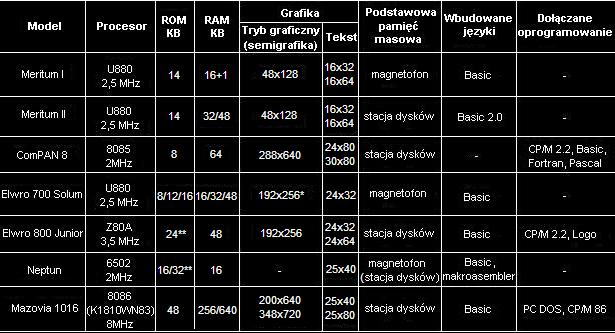 Model Procesor ROM KB RAM KB Grafika Tryb graficzny (semigrafika) Tekst Podstawowa pamięć masowa Wbudowane języki Dołączane oprogramowanie
Meritum I U880 2,5 MHz 14 16+1 48x128 16x32 16x64 magnetofon Basic -
Meritum II U880 2,5 MHz 14 32/48 48x128 16x32 16x64 stacja dysków Basic 2.0 -
ComPAN 8 8085 2MHz 8 64 288x640 24x80 30x80 stacja dysków - CP/M 2.2, Basic, Fortran, Pascal
Elwro 700 Solum U880 2,5 MHz 8/12/16 16/32/48 192x256* 24x32 magnetofon Basic -
Elwro 800 Junior Z80A 3,5 MHz 24** 48 192x256 24x32 24x64 stacja dysków Basic CP/M 2.2, Logo
Neptun 6502 2MHz 16/32** 16 - 25x40 magnetofon (stacja dysków) Basic, makroasembler -
Mazovia 1016 8086 (K1810WN83) 8MHz 48 256/640 200x640 348x720 25x40 25x80 stacja dysków Basic PC DOS, CP/M 86